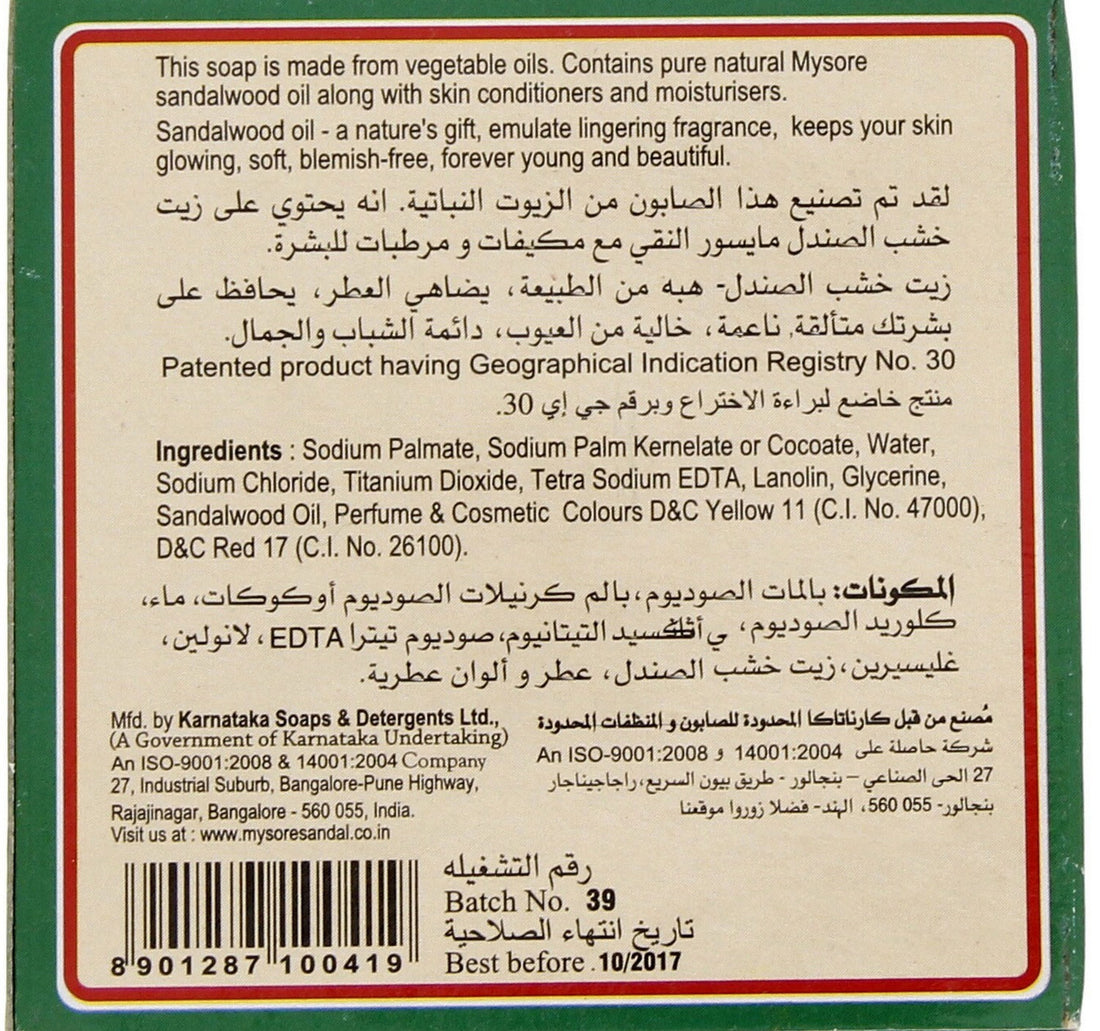 This soap is made from vegetable oils. Contains pure natural Mysore
sandalwood oil along with skin conditioners and moisturisers.
Sandalwood oil - a nature's gift, emulate lingering fragrance, keeps your skin
glowing, soft, blemish-free, forever young and beautiful.
لقد تم تصنيع هذا الصابون من الزيوت النباتية. انه يحتوي على زيت
خشب الصندل مايسور النقي مع مكيفات و مرطبات للبشرة.
زيت خشب الصندل- هبه من الطبيعة، يضاهي العطر، يحافظ على
بشرتك متألقة, ناعمة، خالية من العيوب، دائمة الشباب والجمال.
Patented product having Geographical Indication Registry No. 30
منتج خاضع لبراءة الاختراع وبرقم جي إي 30.
Ingredients : Sodium Palmate, Sodium Palm Kernelate or Cocoate, Water,
Sodium Chloride, Titanium Dioxide, Tetra Sodium EDTA, Lanolin, Glycerine,
Sandalwood Oil, Perfume & Cosmetic Colours D&C Yellow 11 (C.I. No. 47000),
D&C Red 17 (C.I. No. 26100).
المكونات: بالمات الصوديوم، بالم كرنيلات الصوديوم أوكوكات، ماء،
كلوريد الصوديوم، التيتانيوم، صوديوم تيترا EDTA، لانولين،
غليسيرين، زيت خشب الصندل، عطر و ألوان عطرية.
Mfd. by Karnataka Soaps & Detergents Ltd.,
(A Government of Karnataka Undertaking)
An ISO-9001:2008 & 14001:2004 Company
27, Industrial Suburb, Bangalore-Pune Highway,
Rajajinagar, Bangalore - 560 055, India.
Visit us at : www.mysoresandal.co.in
مُصنع من قبل كارناتاكا المحدودة للصابون و المنظفات المحدودة
شركة حاصلة على An ISO-9001:2008 و 14001:2004
27 الحى الصناعي – بنجالور - طريق بيون السريع، راجاجيناجار
بنجالور- 055 560، الهند- فضلا زوروا موقعنا
8 901287 100419
رقم التشغيله
Batch No. 39
تاريخ انتهاء الصلاحية
Best before . 10/2017